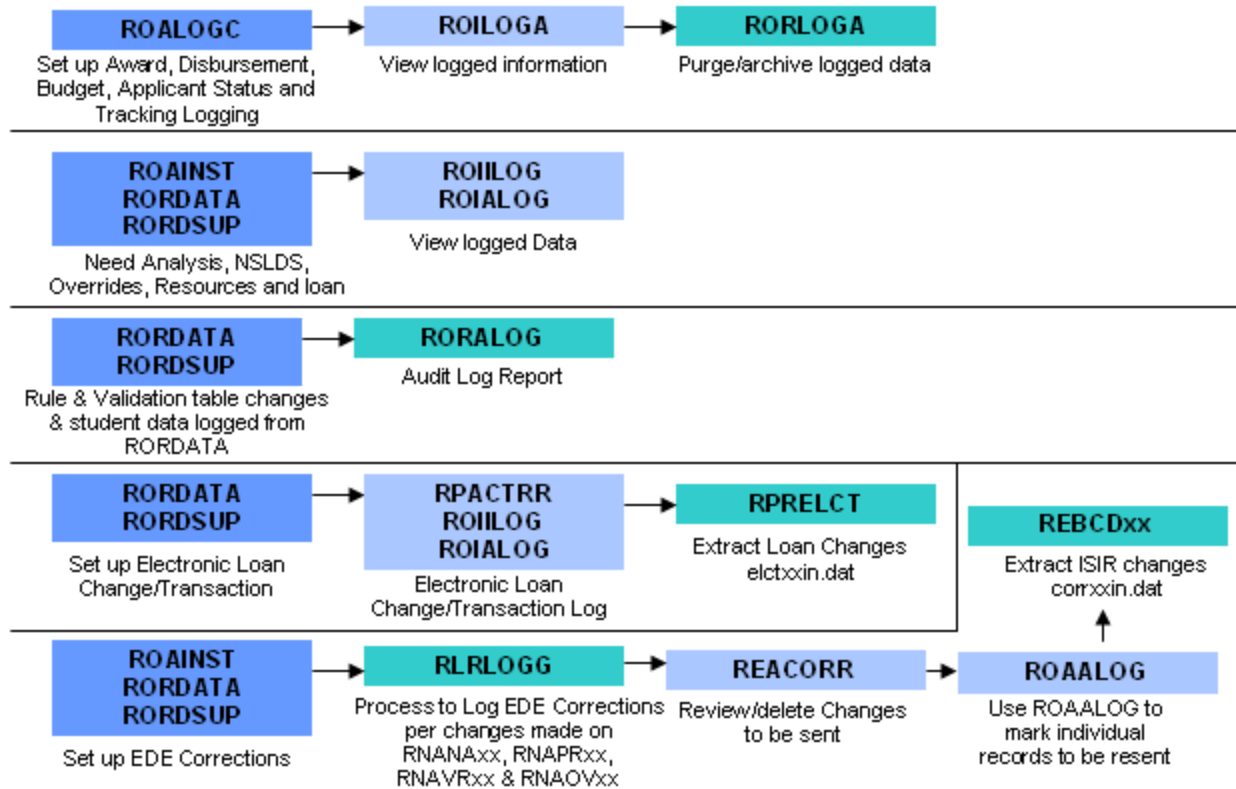 ROALOGC
Set up Award, Disbursement,
Budget, Applicant Status and
Tracking Logging
ROILOGA
View logged information
RORLOGA
Purge/archive logged data
ROAINST
RORDATA
RORDSUP
Need Analysis, NSLDS,
Overrides, Resources and loan
ROIILOG
ROIALOG
View logged Data
RORDATA
RORDSUP
Rule & Validation table changes
& student data logged from
RORDATA
RORALOG
Audit Log Report
RORDATA
RORDSUP
Set up Electronic Loan
Change/Transaction
RPACTRR
ROIILOG
ROIALOG
Electronic Loan
Change/Transaction Log
RPRELCT
Extract Loan Changes
elctxxin.dat
REBCDxx
Extract ISIR changes
corrxxin.dat
ROAINST
RORDATA
RORDSUP
Set up EDE Corrections
RLRLOGG
Process to Log EDE Corrections
per changes made on
RNANAxx, RNAPRxx,
RNAVRxx & RNAOVxx
REACORR
Review/delete Changes
to be sent
ROAALOG
Use ROAALOG to
mark individual
records to be resent